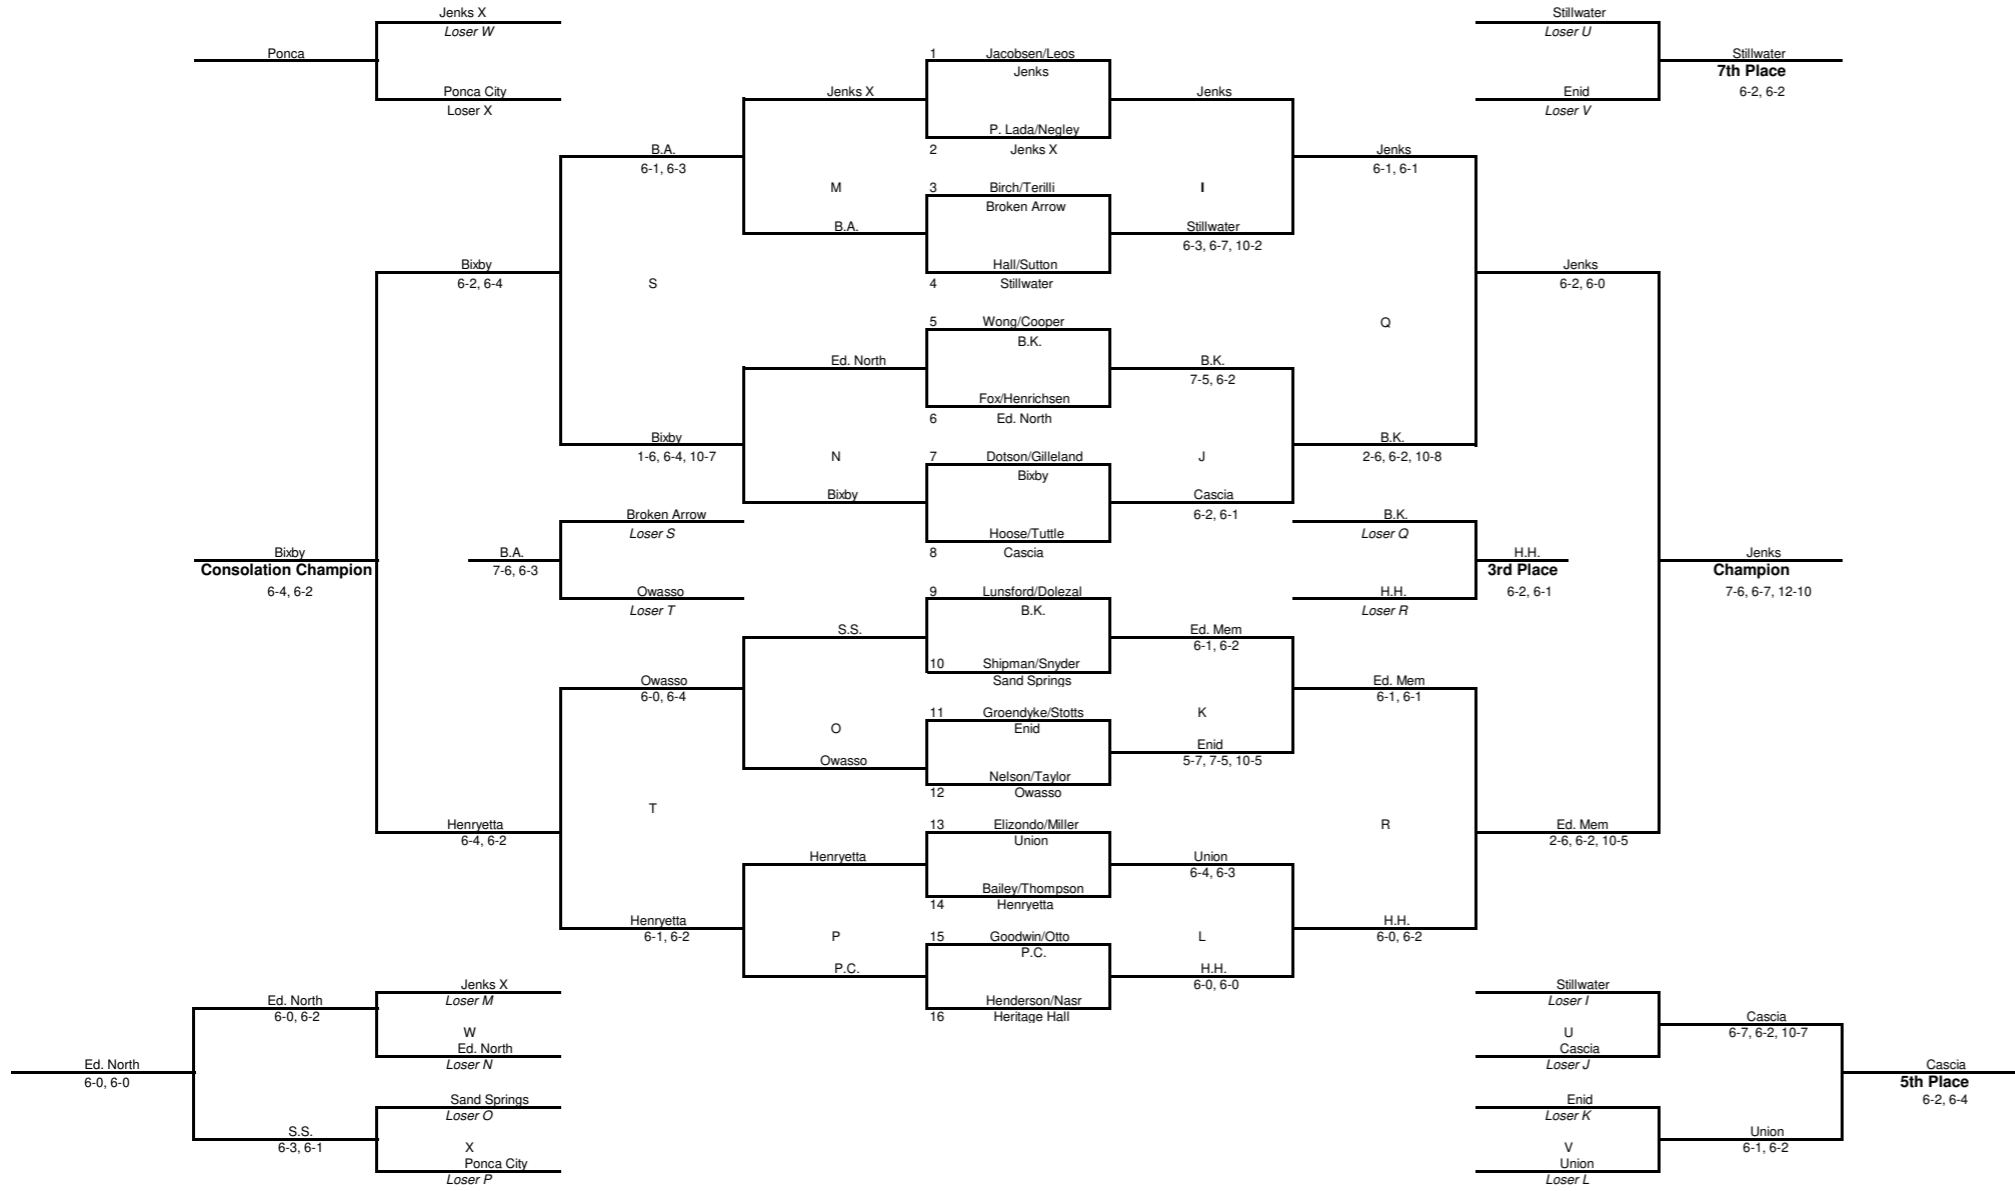 Jenks X
Stillwater
Loser W
Loser U
Ponca
1
Jacobsen/Leos
Stillwater
Jenks
7th Place
Ponca City
Jenks X
Jenks
Enid
6-2, 6-2
Loser X
Loser V
P. Lada/Negley
B.A.
2
Jenks X
Jenks
6-1, 6-3
6-1, 6-1
M
3
Birch/Terilli
I
Broken Arrow
B.A.
Stillwater
6-3, 6-7, 10-2
Bixby
Hall/Sutton
Jenks
6-2, 6-4
S
4
Stillwater
6-2, 6-0
5
Wong/Cooper
Q
B.K.
Ed. North
B.K.
7-5, 6-2
Fox/Henrichsen
6
Ed. North
Bixby
B.K.
1-6, 6-4, 10-7
N
7
Dotson/Gilleland
J
2-6, 6-2, 10-8
Bixby
Bixby
Cascia
Broken Arrow
6-2, 6-1
B.K.
Loser S
Hoose/Tuttle
Loser Q
Bixby
B.A.
8
Cascia
H.H.
Jenks
Consolation Champion
7-6, 6-3
3rd Place
Champion
6-4, 6-2
Owasso
9
Lunsford/Dolezal
H.H.
6-2, 6-1
7-6, 6-7, 12-10
Loser T
B.K.
Loser R
S.S.
Ed. Mem
6-1, 6-2
10
Shipman/Snyder
Owasso
Sand Springs
Ed. Mem
6-0, 6-4
6-1, 6-1
11
Groendyke/Stotts
K
O
Enid
Enid
Owasso
5-7, 7-5, 10-5
Nelson/Taylor
12
Owasso
T
Henryetta
13
Elizondo/Miller
R
Ed. Mem
6-4, 6-2
Union
2-6, 6-2, 10-5
Henryetta
Union
6-4, 6-3
Bailey/Thompson
14
Henryetta
Henryetta
H.H.
6-1, 6-2
P
15
Goodwin/Otto
L
6-0, 6-2
P.C.
P.C.
H.H.
Jenks X
6-0, 6-0
Stillwater
Ed. North
Loser M
Henderson/Nasr
Loser I
6-0, 6-2
16
Heritage Hall
Cascia
W
U
6-7, 6-2, 10-7
Ed. North
Cascia
Ed. North
Loser N
Loser J
Cascia
6-0, 6-0
5th Place
Sand Springs
Enid
6-2, 6-4
Loser O
Loser K
S.S.
Union
6-3, 6-1
X
V
6-1, 6-2
Ponca City
Union
Loser P
Loser L